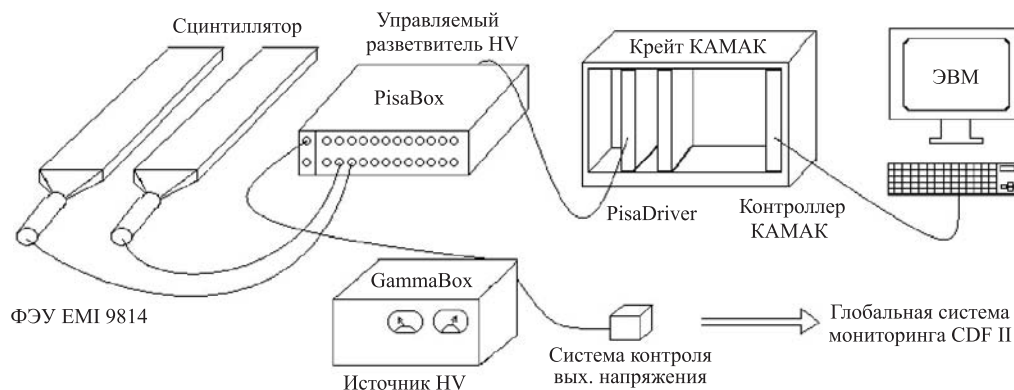 Сцинтиллятор
Управляемый
разветвитель HV
PisaBox
Крейт КАМАК
ЭВМ
PisaDriver
Контроллер
КАМАК
ФЭУ EMI 9814
GammaBox
Источник HV
Система контроля
вых. напряжения
Глобальная система
мониторинга CDF II